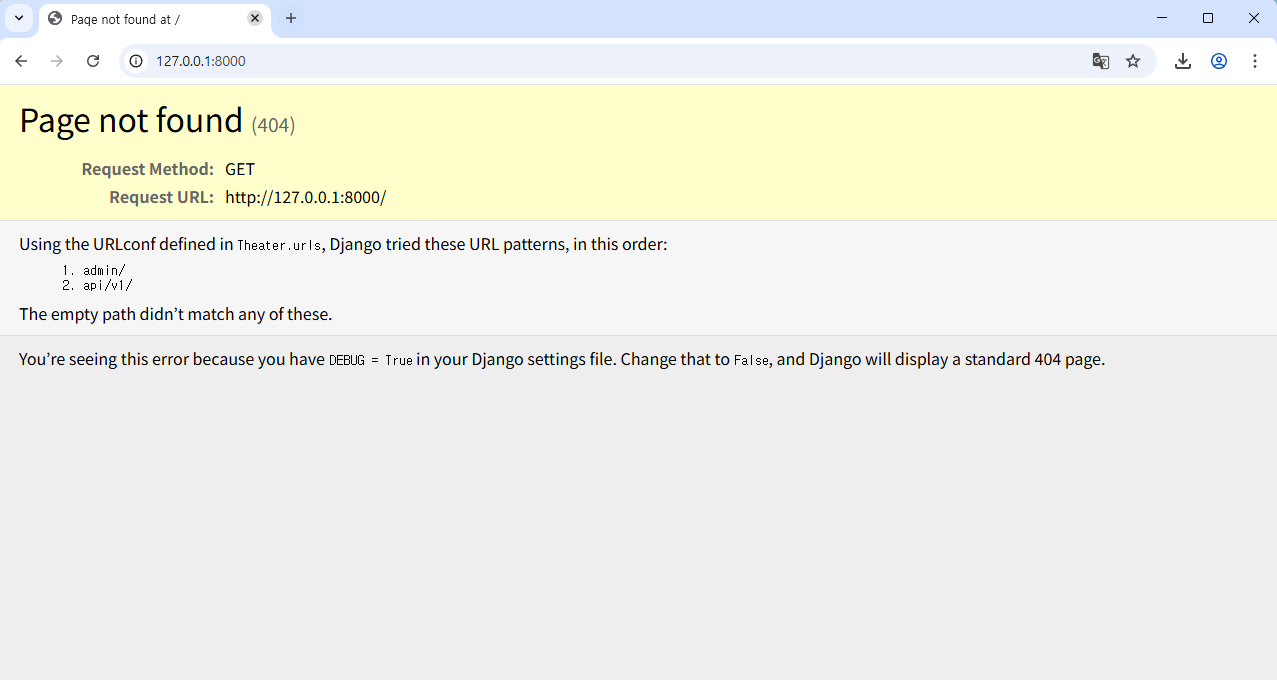 Page not found at /
127.0.0.1:8000
Page not found (404)
Request Method: GET
Request URL: http://127.0.0.1:8000/
Using the URLconf defined in Theater.urls, Django tried these URL patterns, in this order:
1. admin/
2. api/v1/
The empty path didn’t match any of these.
You’re seeing this error because you have DEBUG = True in your Django settings file. Change that to False, and Django will display a standard 404 page.